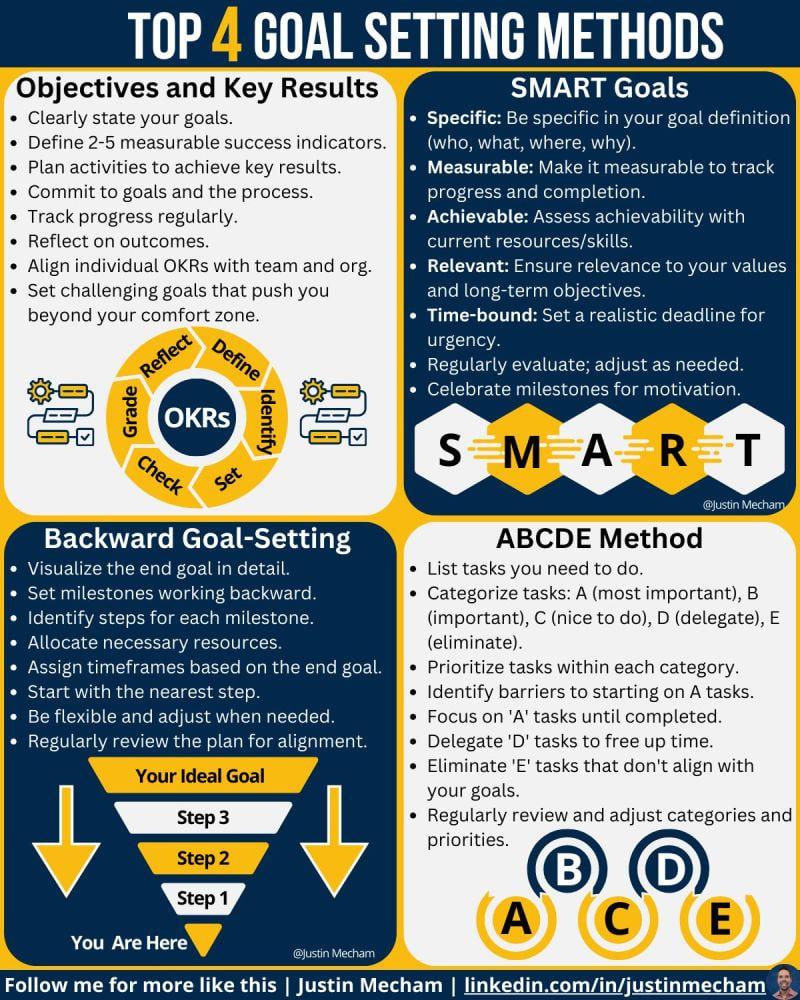 TOP 4 GOAL SETTING METHODS
Objectives and Key Results
• Clearly state your goals.
• Define 2-5 measurable success indicators.
• Plan activities to achieve key results.
• Commit to goals and the process.
• Track progress regularly.
• Reflect on outcomes.
• Align individual OKRs with team and org.
• Set challenging goals that push you
beyond your comfort zone.
OKRs
Define
Identify
Set
Check
Grade
Reflect
SMART Goals
• Specific: Be specific in your goal definition
(who, what, where, why).
• Measurable: Make it measurable to track
progress and completion.
• Achievable: Assess achievability with
current resources/skills.
• Relevant: Ensure relevance to your values
and long-term objectives.
• Time-bound: Set a realistic deadline for
urgency.
• Regularly evaluate; adjust as needed.
• Celebrate milestones for motivation.
S M A R T
@Justin Mecham
Backward Goal-Setting
• Visualize the end goal in detail.
• Set milestones working backward.
• Identify steps for each milestone.
• Allocate necessary resources.
• Assign timeframes based on the end goal.
• Start with the nearest step.
• Be flexible and adjust when needed.
• Regularly review the plan for alignment.
Your Ideal Goal
Step 3
Step 2
Step 1
You Are Here
@Justin Mecham
ABCDE Method
• List tasks you need to do.
• Categorize tasks: A (most important), B
(important), C (nice to do), D (delegate), E
(eliminate).
• Prioritize tasks within each category.
• Identify barriers to starting on A tasks.
• Focus on 'A' tasks until completed.
• Delegate 'D' tasks to free up time.
• Eliminate 'E' tasks that don't align with
your goals.
• Regularly review and adjust categories and
priorities.
A B C D E
Follow me for more like this | Justin Mecham | linkedin.com/in/justinmecham